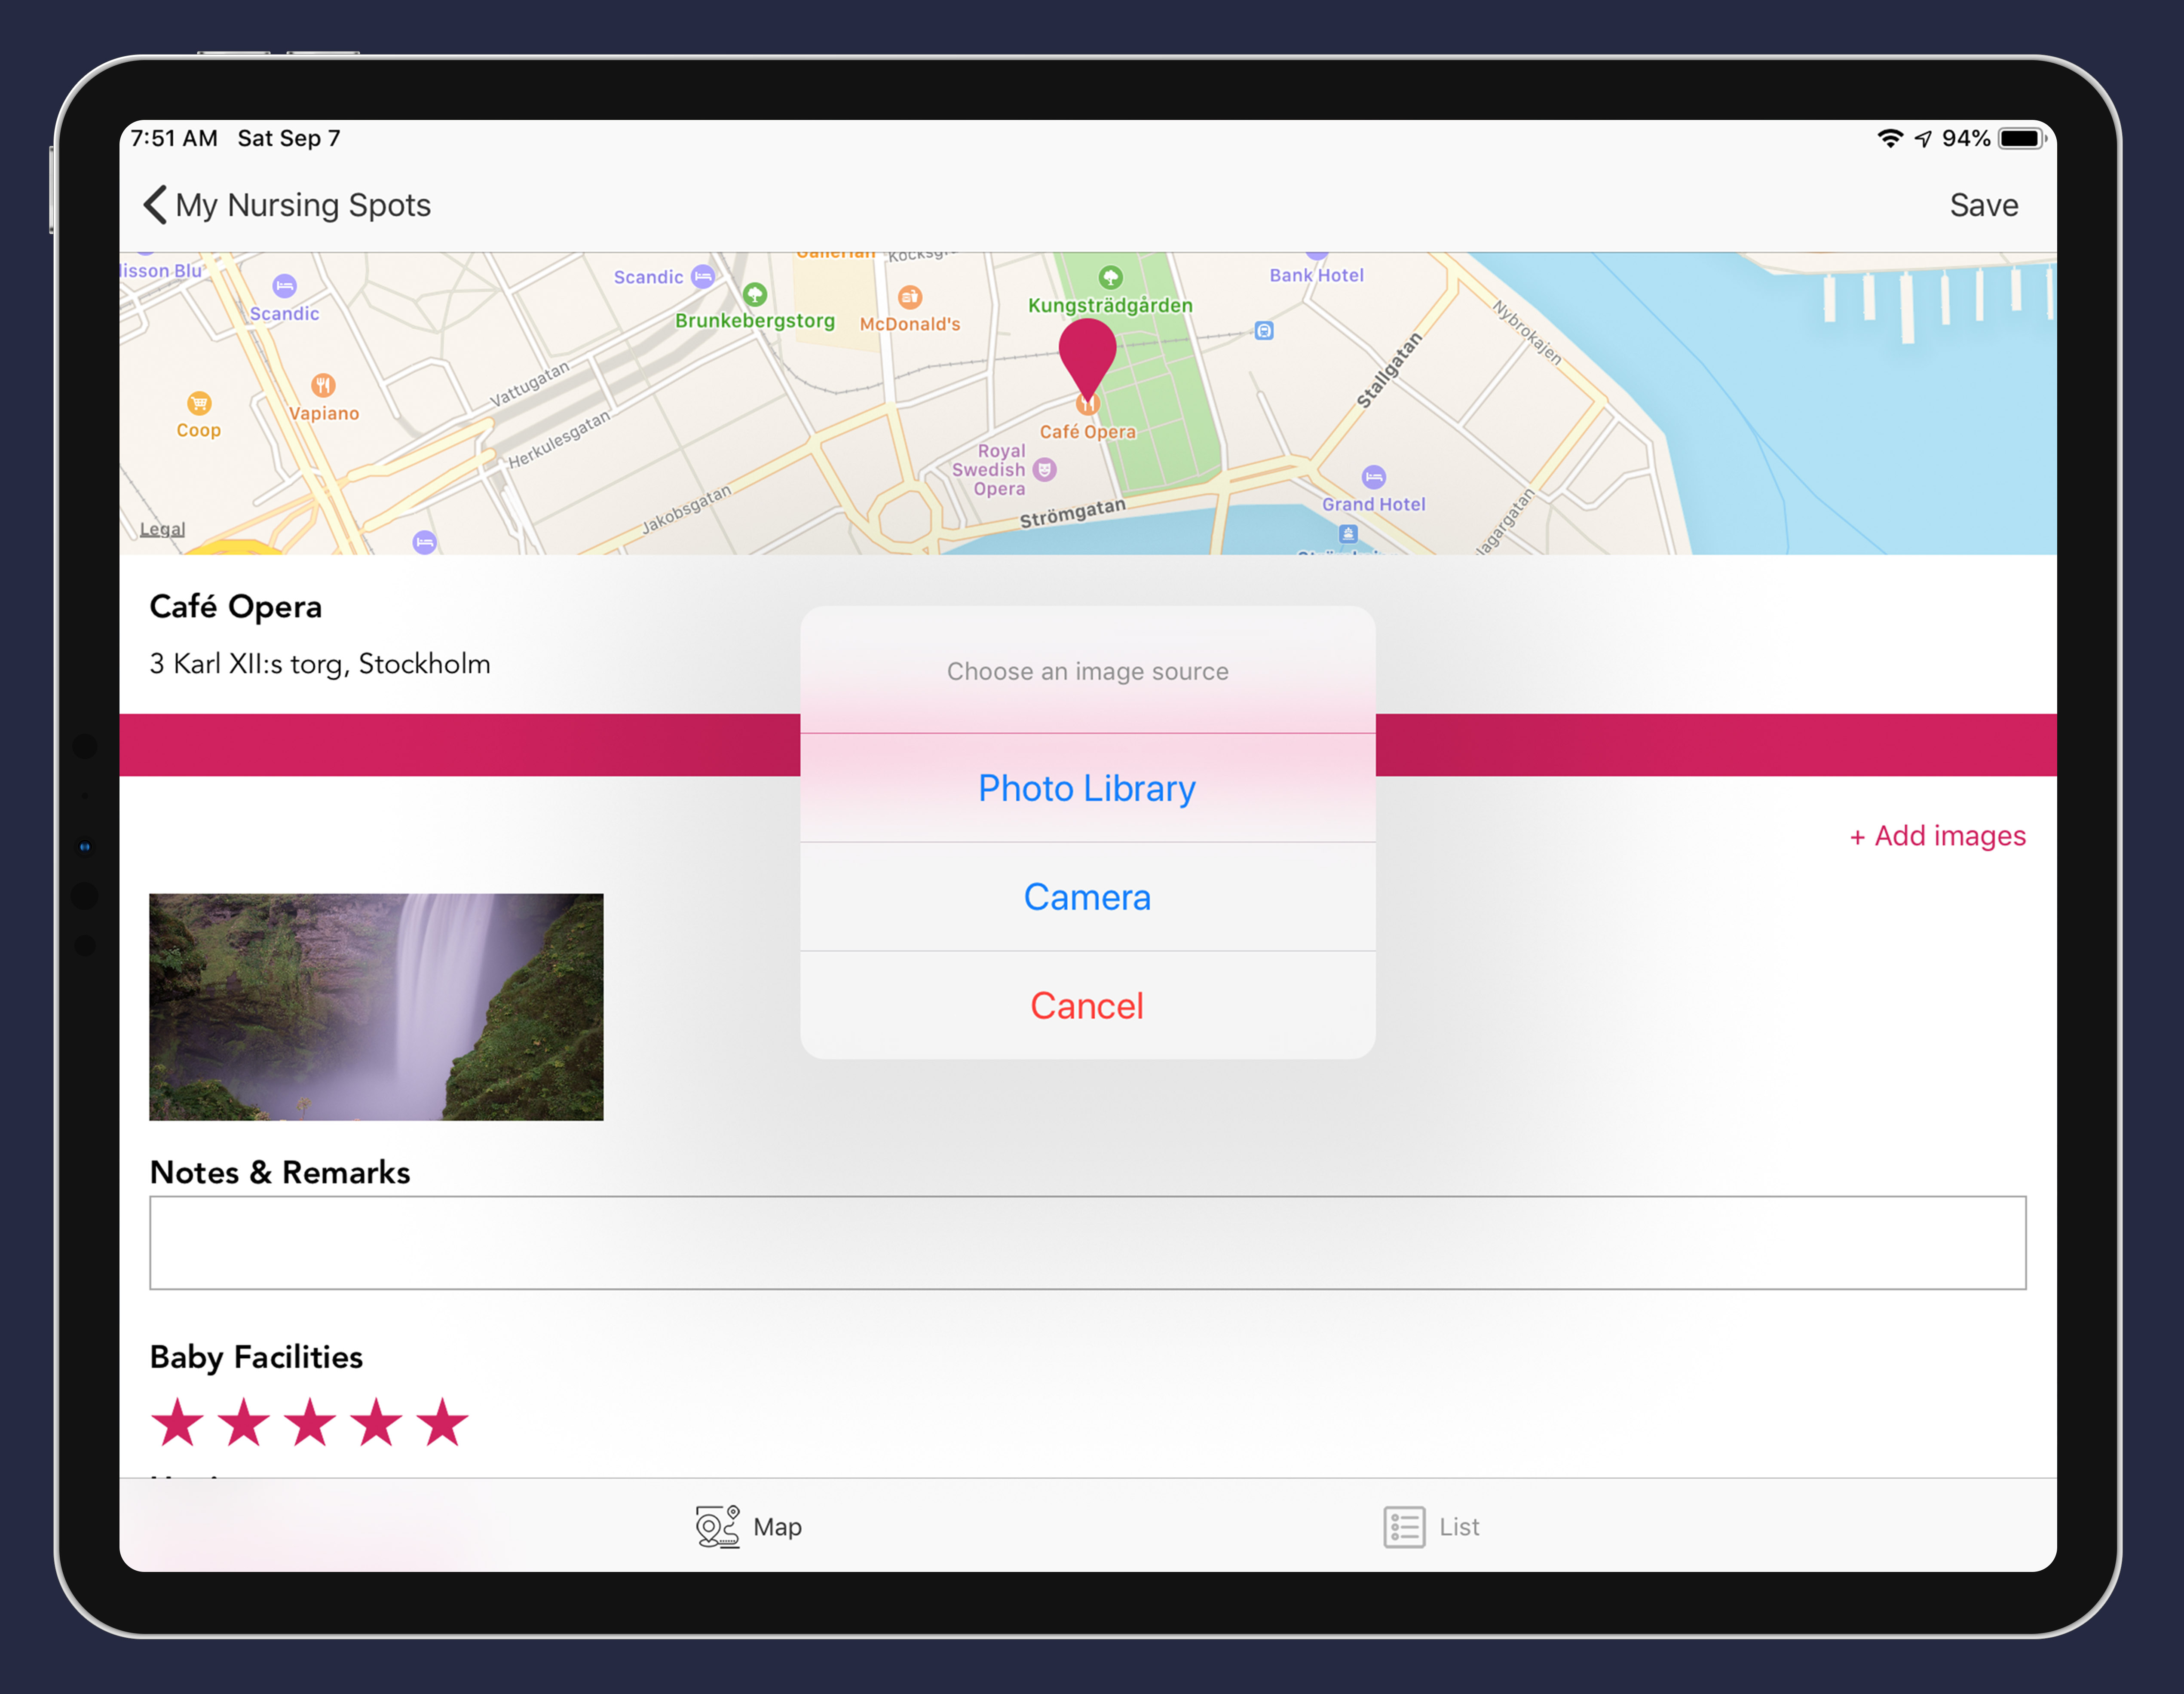 7:51 AM Sat Sep 7
94%
My Nursing Spots
Save
isson Blu
Scandic
Scandic
Brunkebergstorg
McDonald's
Kungsträdgården
Bank Hotel
Nybrokajen
Stallgatan
Vattugatan
Herkulesgatan
Vapiano
Coop
Café Opera
Royal
Swedish
Opera
Grand Hotel
Jakobsgatan
Strömgatan
lagargatan
Legal
Café Opera
3 Karl XII:s torg, Stockholm
Choose an image source
Photo Library
Camera
Cancel
+ Add images
Notes & Remarks
Baby Facilities
Map
List